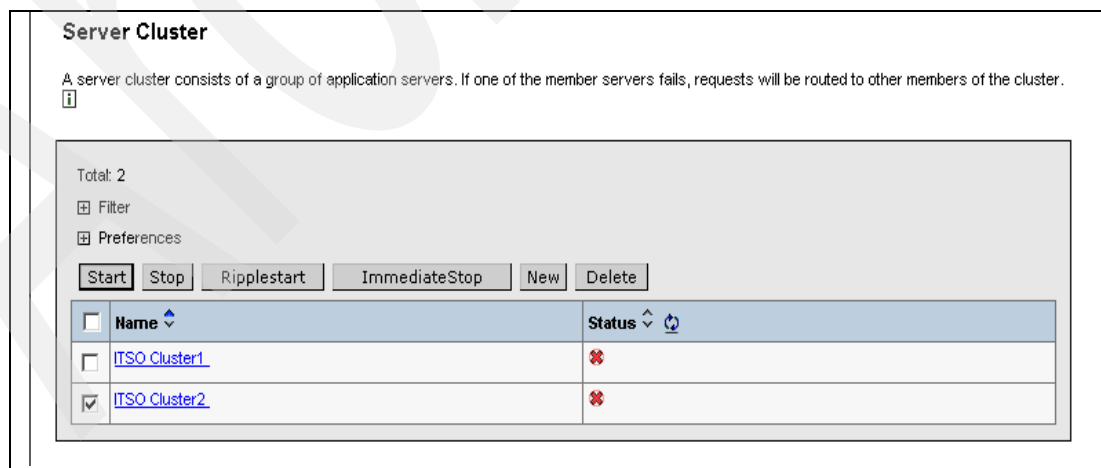 Server Cluster
A server cluster consists of a group of application servers. If one of the member servers fails, requests will be routed to other members of the cluster.
i
Total: 2
Filter
Preferences
Start Stop Ripplestart ImmediateStop New Delete
Name Status
ITSO Cluster1
ITSO Cluster2